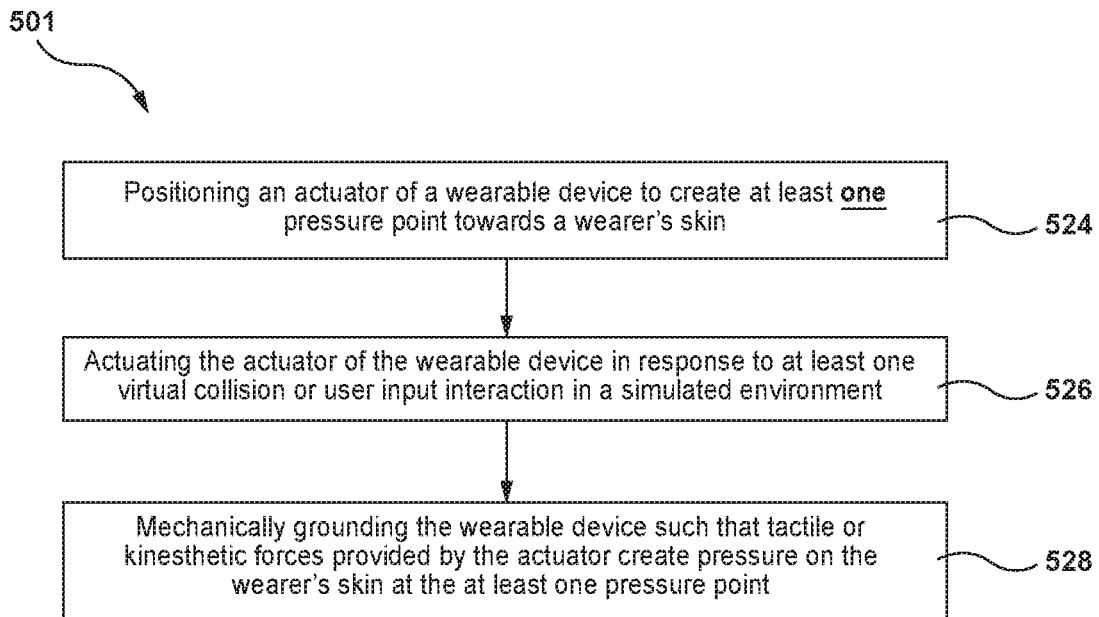 501
Positioning an actuator of a wearable device to create at least one
pressure point towards a wearer's skin
524
Actuating the actuator of the wearable device in response to at least one
virtual collision or user input interaction in a simulated environment
526
Mechanically grounding the wearable device such that tactile or
kinesthetic forces provided by the actuator create pressure on the
wearer's skin at the at least one pressure point
528